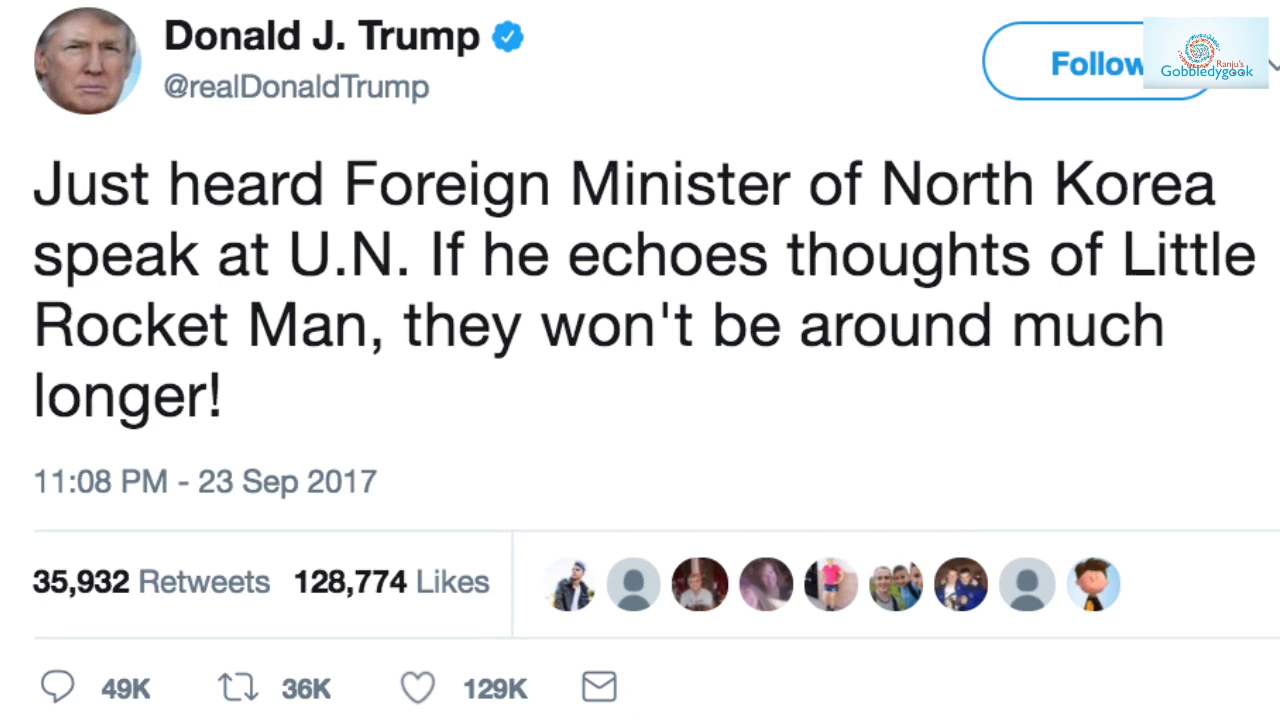 Donald J. Trump
@realDonaldTrump
Follow
Ranju's
Gobbledygook
Just heard Foreign Minister of North Korea
speak at U.N. If he echoes thoughts of Little
Rocket Man, they won't be around much
longer!
11:08 PM - 23 Sep 2017
35,932 Retweets 128,774 Likes
49K 36K 129K